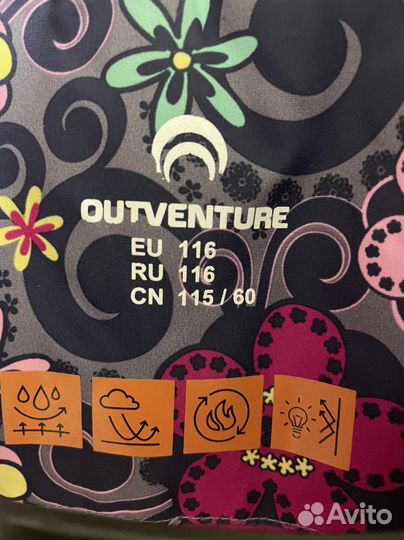 OUTVENTURE
EU 116
RU 116
CN 115 / 60
Avito